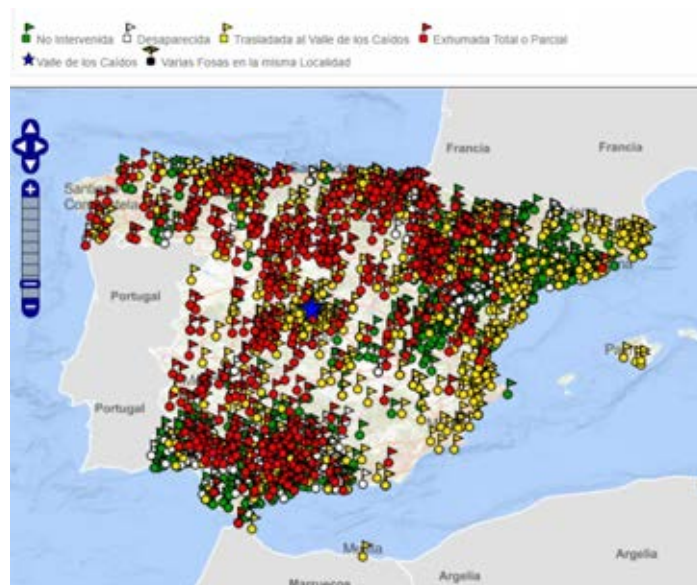 No Intervenida Desaparecida Trasladada al Valle de los Caídos Exhumada Total o Parcial
Valle de los Caídos Varias Fosas en la misma Localidad
Francia Francia
Portugal
Portugal
Argelia
Marruecos Argelia